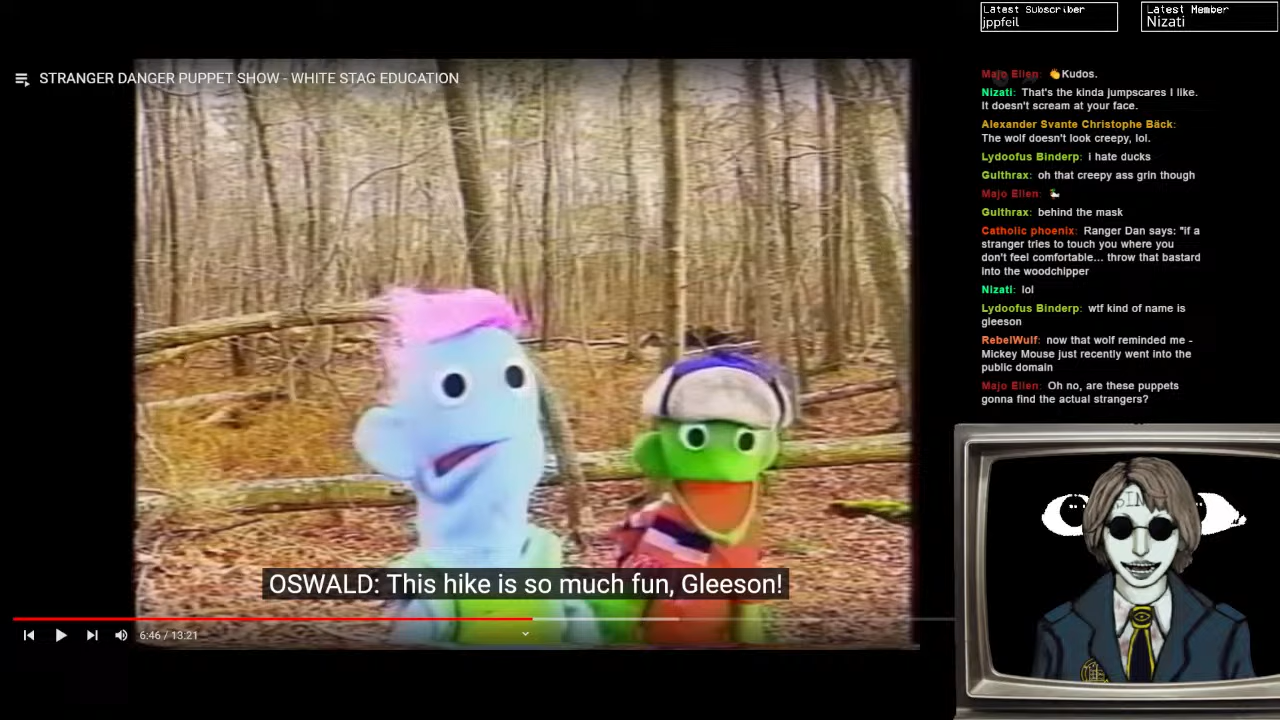 Latest Subscriber
jppfeil
Latest Member
Nizati
STRANGER DANGER PUPPET SHOW - WHITE STAG EDUCATION
Majo Ellen: 👏Kudos.
Nizati: That's the kinda jumpscares I like.
It doesn't scream at your face.
Alexander Svante Christophe Bäck:
The wolf doesn't look creepy, lol.
Lydoofus Binderp: i hate ducks
Gulthrax: oh that creepy ass grin though
Majo Ellen: 🦆
Gulthrax: behind the mask
Catholic phoenix: Ranger Dan says: "if a
stranger tries to touch you where you
don't feel comfortable... throw that bastard
into the woodchipper
Nizati: lol
Lydoofus Binderp: wtf kind of name is
gleeson
RebelWulf: now that wolf reminded me -
Mickey Mouse just recently went into the
public domain
Majo Ellen: Oh no, are these puppets
gonna find the actual strangers?
SIN
OSWALD: This hike is so much fun, Gleeson!
6:46 / 13:21